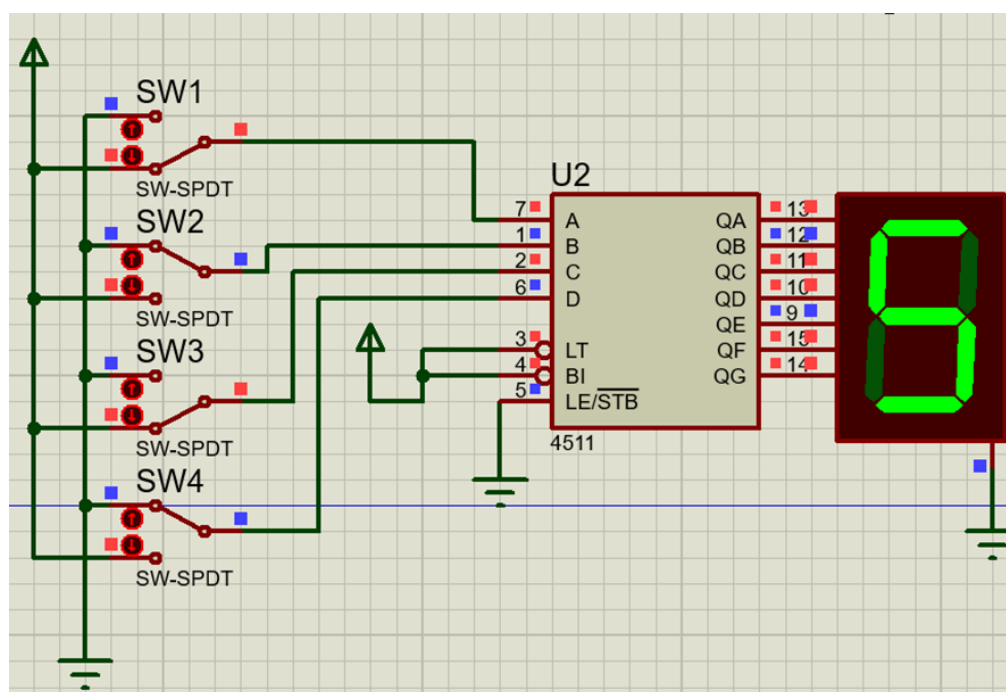 SW1
SW-SPDT
SW2
SW-SPDT
SW3
SW-SPDT
SW4
SW-SPDT
U2
7 A QA 13
1 B QB 12
2 C QC 11
6 D QD 10
QE 9
3 LT QF 15
4 BI QG 14
5 LE/STB
4511
5